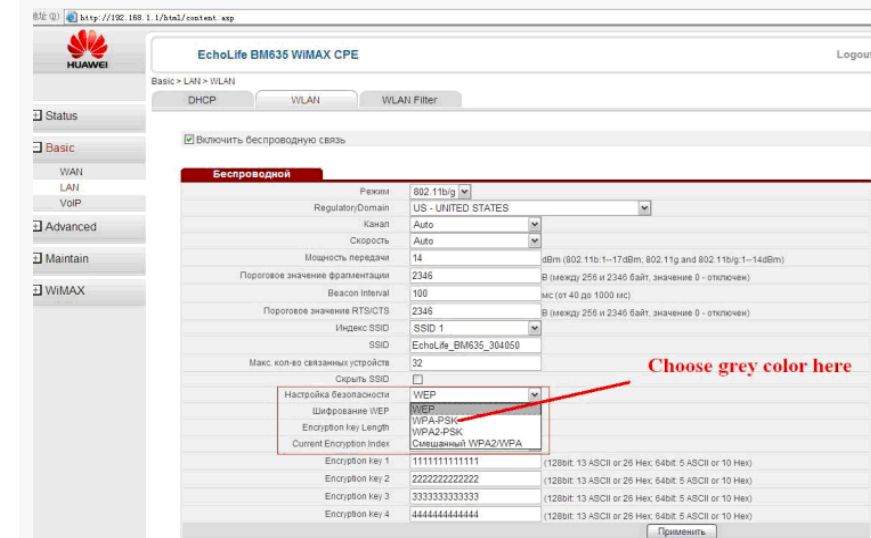 地址(D) http://192.168.1.1/html/content.asp
HUAWEI
EchoLife BM635 WiMAX CPE
Logout
Basic > LAN > WLAN
DHCP WLAN WLAN Filter
Status
Basic
WAN
LAN
VoIP
Advanced
Maintain
WiMAX
Включить беспроводную связь
Беспроводной
Режим 802.11b/g
RegulatoryDomain US - UNITED STATES
Канал Auto
Скорость Auto
Мощность передачи 14 dBm (802.11b:1--17dBm; 802.11g and 802.11b/g:1--14dBm)
Пороговое значение фрагментации 2346 B (между 256 и 2346 байт, значение 0 - отключен)
Beacon Interval 100 мс (от 40 до 1000 мс)
Пороговое значение RTS/CTS 2346 B (между 256 и 2346 байт, значение 0 - отключен)
Индекс SSID SSID 1
SSID EchoLife_BM635_304050
Макс. кол-во связанных устройств 32
Choose grey color here
Скрыть SSID
Настройка безопасности WEP
Шифрование WEP WEP
WPA-PSK
Encryption key Length WPA2-PSK
Current Encryption Index Смешанный WPA2/WPA
Encryption key 1 1111111111111 (128bit: 13 ASCII or 26 Hex; 64bit: 5 ASCII or 10 Hex)
Encryption key 2 2222222222222 (128bit: 13 ASCII or 26 Hex; 64bit: 5 ASCII or 10 Hex)
Encryption key 3 3333333333333 (128bit: 13 ASCII or 26 Hex; 64bit: 5 ASCII or 10 Hex)
Encryption key 4 4444444444444 (128bit: 13 ASCII or 26 Hex; 64bit: 5 ASCII or 10 Hex)
Применить